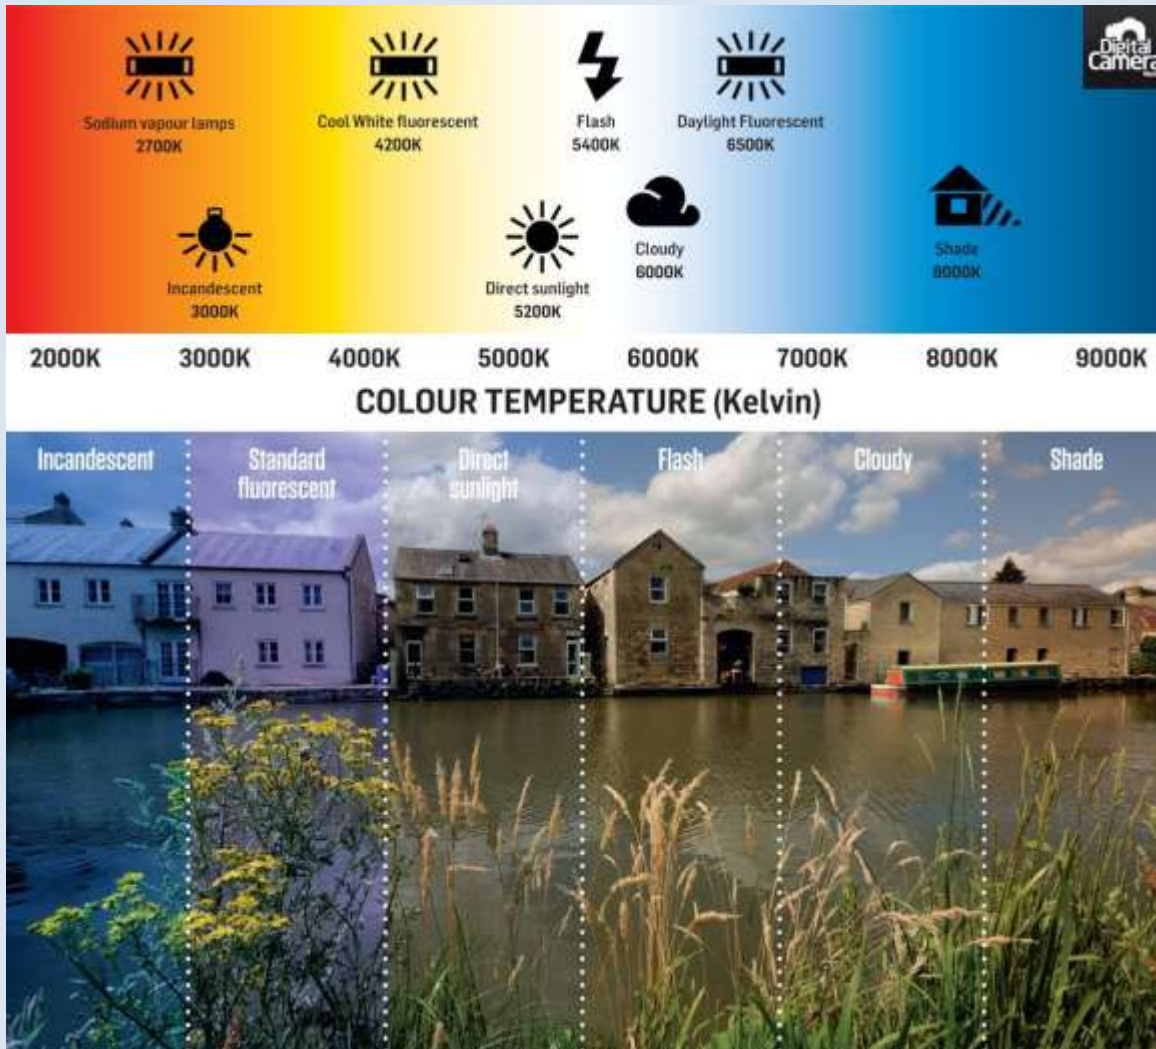 Digital
Camera
Sodium vapour lamps
2700K
Cool White fluorescent
4200K
Flash
5400K
Daylight Fluorescent
6500K
Incandescent
3000K
Direct sunlight
5200K
Cloudy
6000K
Shade
8000K
2000K 3000K 4000K 5000K 6000K 7000K 8000K 9000K
COLOUR TEMPERATURE (Kelvin)
Incandescent
Standard
fluorescent
Direct
sunlight
Flash
Cloudy
Shade